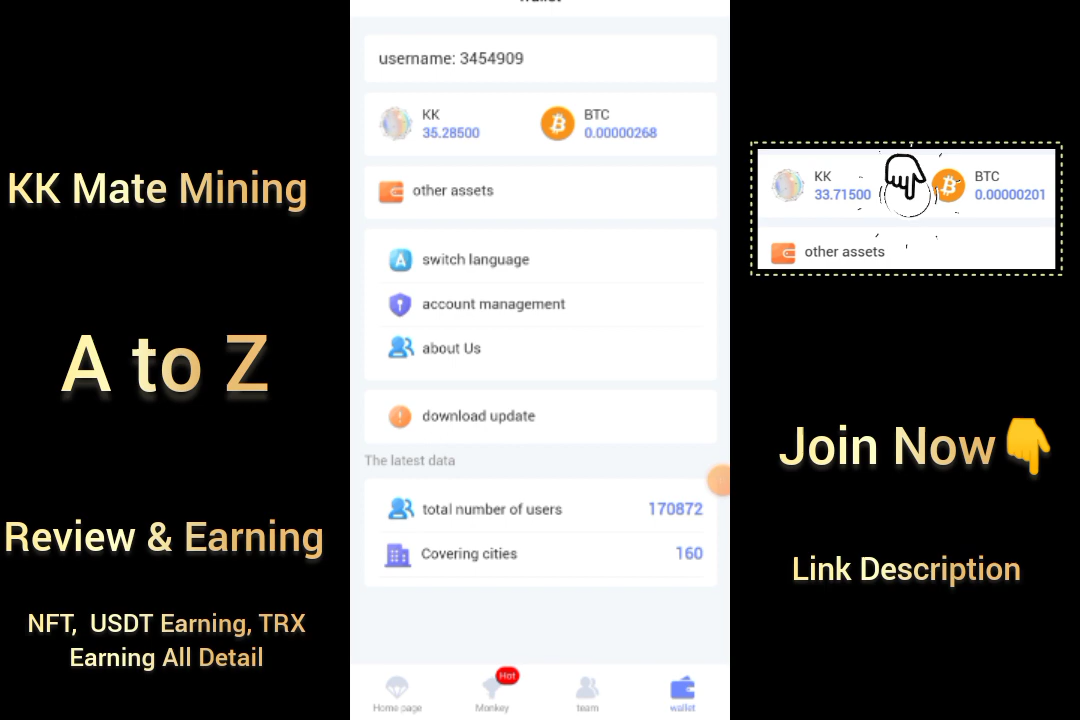 KK Mate Mining
A to Z
Review & Earning
NFT, USDT Earning, TRX
Earning All Detail
username: 3454909
KK
35.28500
BTC
0.00000268
other assets
switch language
account management
about Us
download update
The latest data
total number of users 170872
Covering cities 160
Home page
Hot
Monkey
team
wallet
KK
33.71500
BTC
0.00000201
other assets
Join Now👇
Link Description